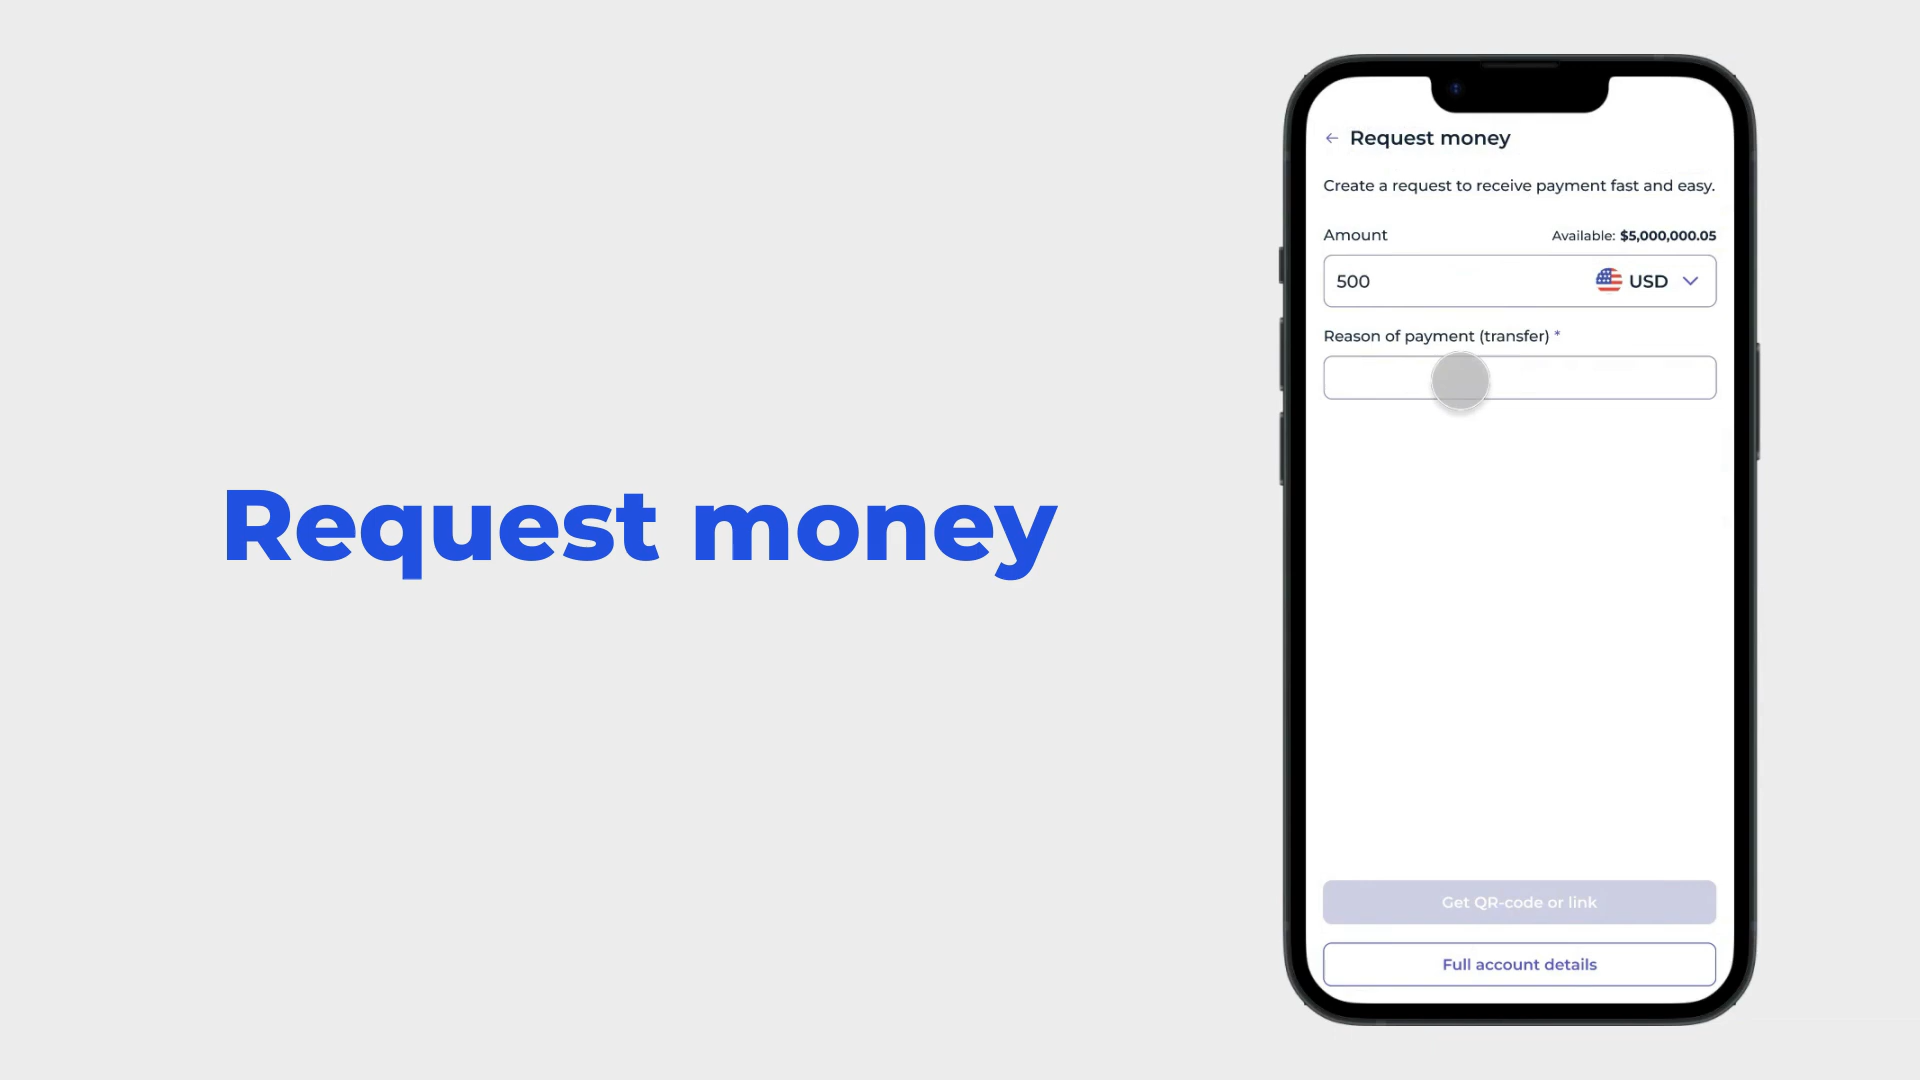 Request money
Request money
Create a request to receive payment fast and easy.
Amount Available: $5,000,000.05
500 USD
Reason of payment (transfer) *
Get QR-code or link
Full account details